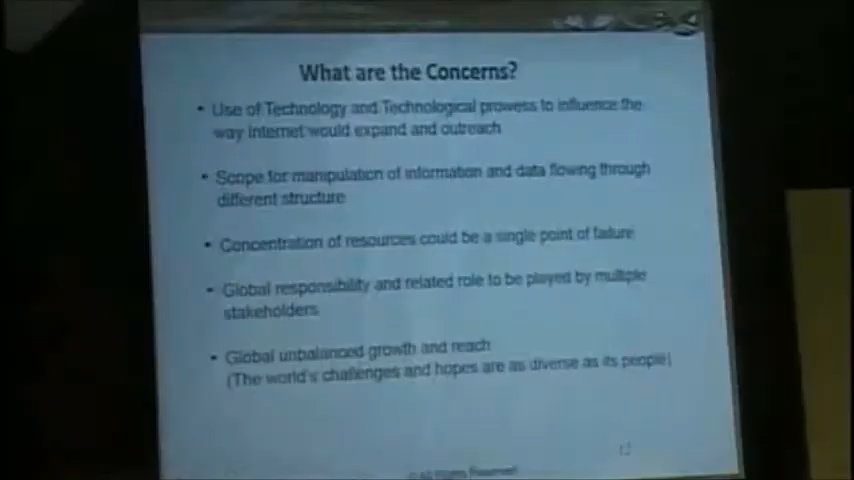 What are the Concerns?
• Use of Technology and Technological prowess to influence the
way Internet would expand and outreach
• Scope for manipulation of information and data flowing through
different structure
• Concentration of resources could be a single point of failure
• Global responsibility and related role to be played by multiple
stakeholders
• Global unbalanced growth and reach
(The world's challenges and hopes are as diverse as its people)
All Rights Reserved